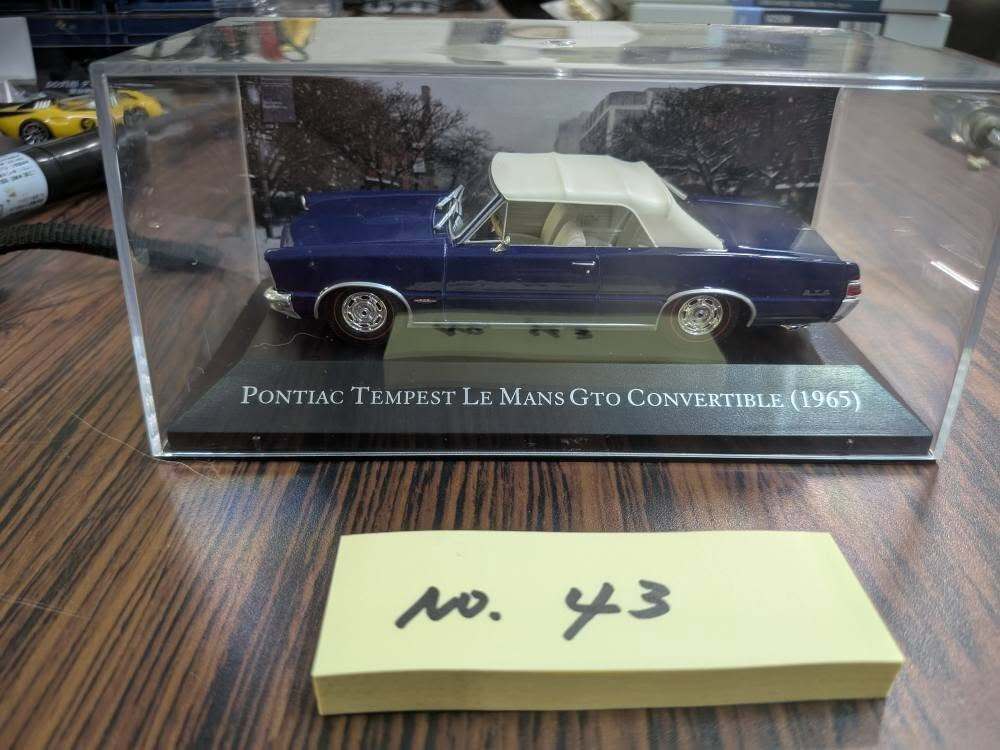 PONTIAC TEMPEST LE MANS GTO CONVERTIBLE (1965)
No. 43